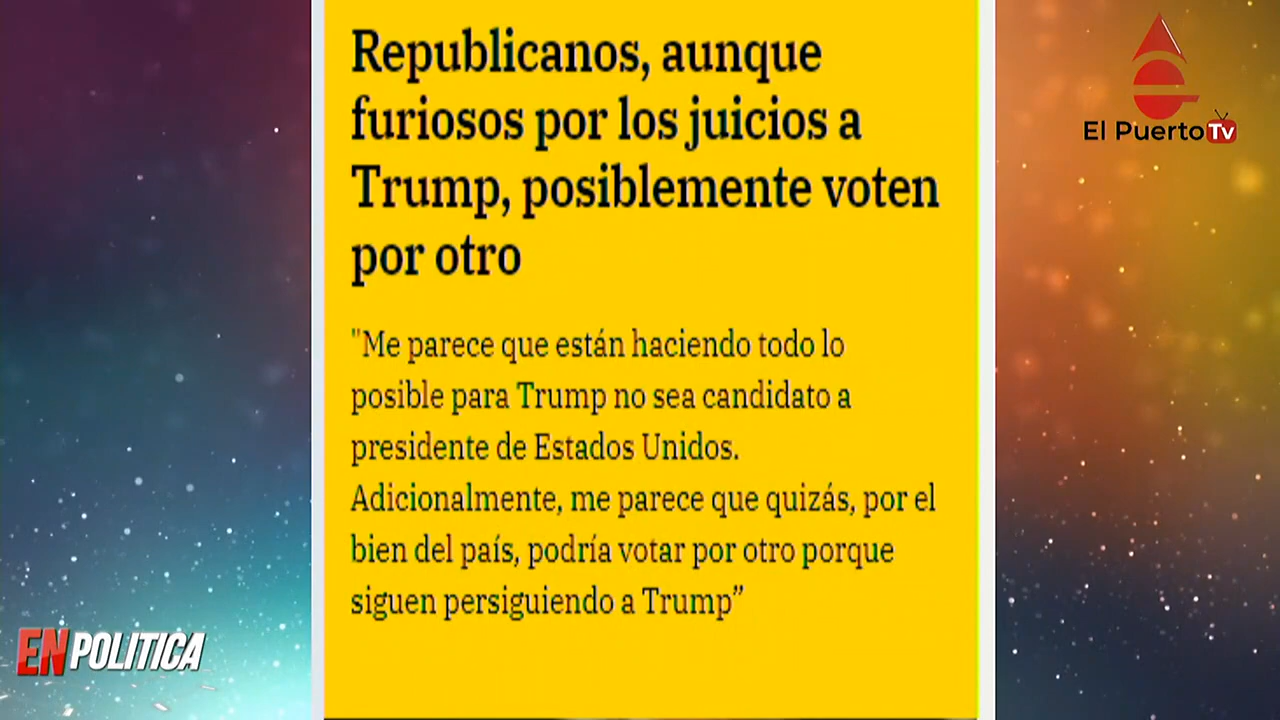 Republicanos, aunque
furiosos por los juicios a
Trump, posiblemente voten
por otro
"Me parece que están haciendo todo lo
posible para Trump no sea candidato a
presidente de Estados Unidos.
Adicionalmente, me parece que quizás, por el
bien del país, podría votar por otro porque
siguen persiguiendo a Trump”
El Puerto Tv
EN POLITICA